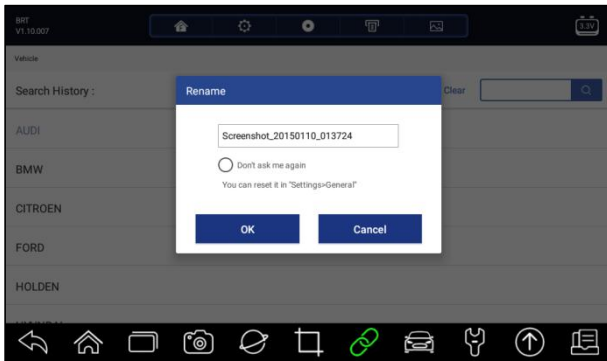 BRT
V1.10.007
3.3V
Vehicle
Search History :
Clear
Rename
Screenshot_20150110_013724
Don't ask me again
You can reset it in "Settings>General"
OK
Cancel
AUDI
BMW
CITROEN
FORD
HOLDEN